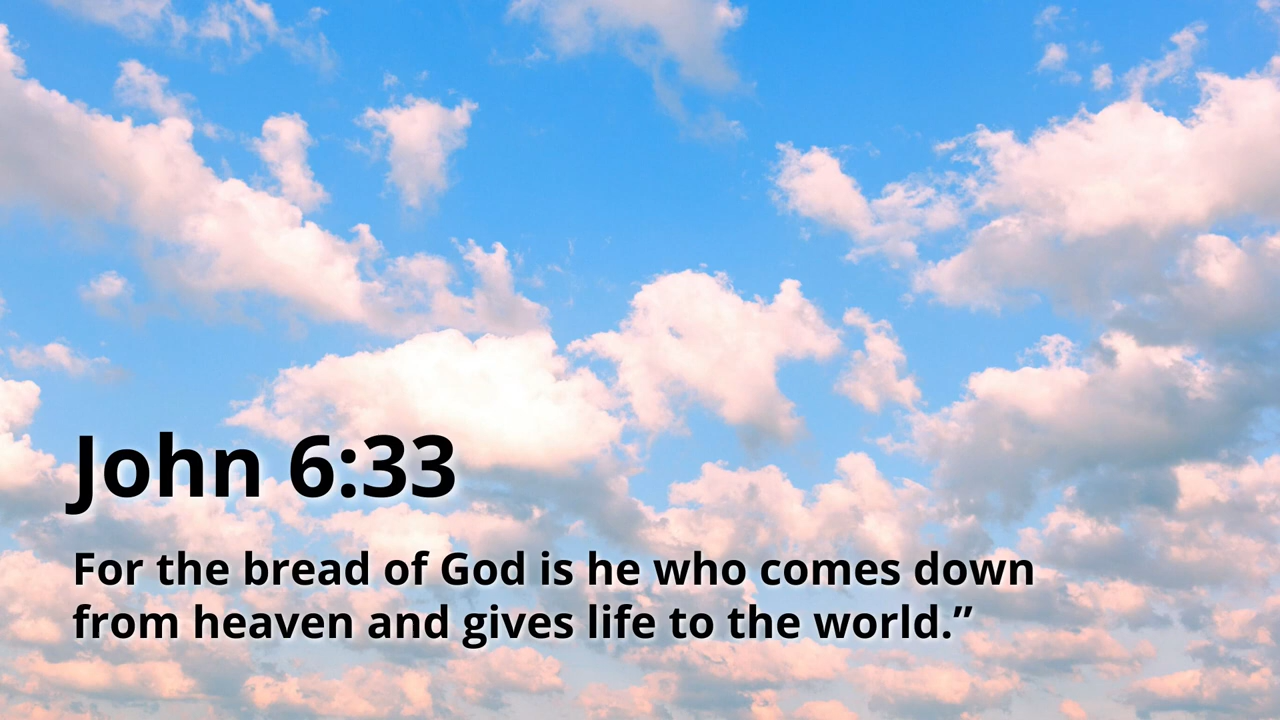 John 6:33
For the bread of God is he who comes down
from heaven and gives life to the world.”